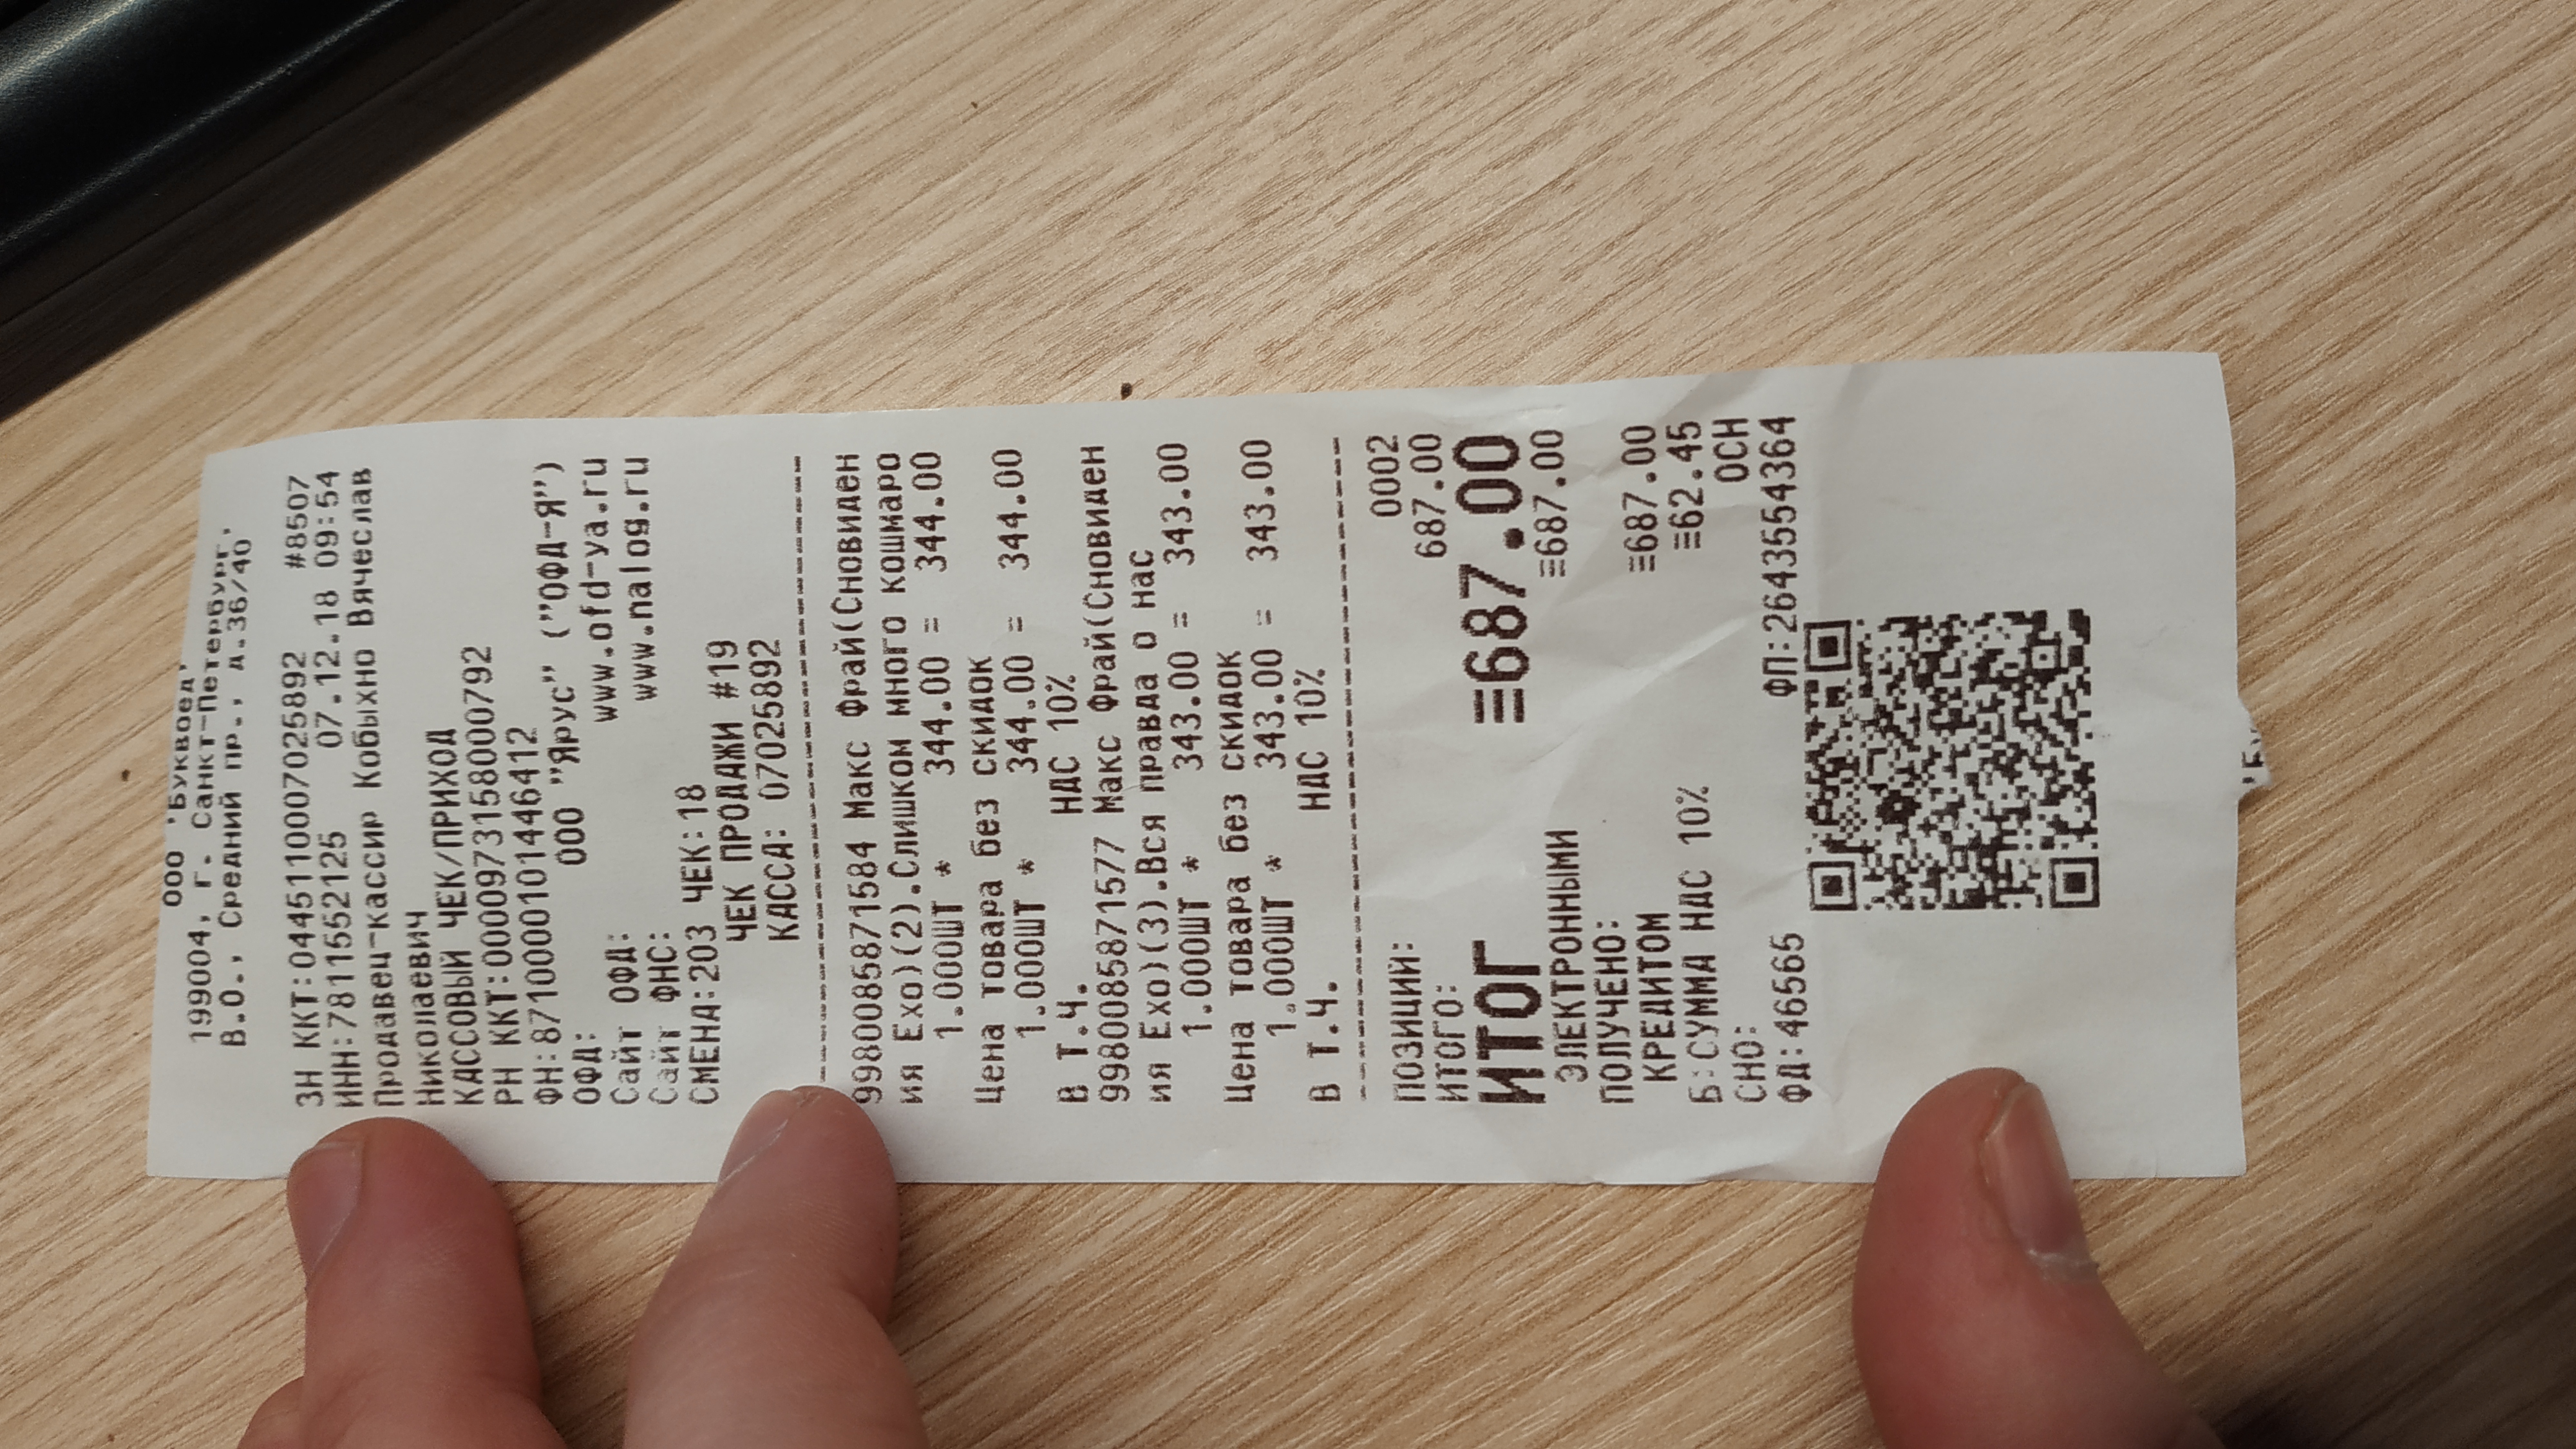 ООО 'Буквоед'
199004, г. Санкт-Петербург,
В.О., Средний пр., д.36/40
ЗН ККТ:0445110007025892 #8507
ИНН:7811552125 07.12.18 09:54
Продавец-кассир Кобыхно Вячеслав
Николаевич
КАССОВЫЙ ЧЕК/ПРИХОД
РН ККТ:0000973158000792
ФН:8710000101446412
ОФД: ООО "Ярус" ("ОФД-Я")
Сайт ОФД: www.ofd-ya.ru
Сайт ФНС: www.nalog.ru
СМЕНА:203 ЧЕК:18
ЧЕК ПРОДАЖИ #19
КАССА: 07025892
9980085871584 Макс Фрай(Сновиден
ия Ехо)(2).Слишком много кошмаро
1.000ШТ * 344.00 = 344.00
Цена товара без скидок
1.000ШТ * 344.00 = 344.00
В Т.Ч. НДС 10%
9980085871577 Макс Фрай(Сновиден
ия Ехо)(3).Вся правда о нас
1.000ШТ * 343.00 = 343.00
Цена товара без скидок
1.000ШТ * 343.00 = 343.00
В Т.Ч. НДС 10%
ПОЗИЦИЙ: 0002
ИТОГО: 687.00
ИТОГ ≡687.00
ЭЛЕКТРОННЫМИ ≡687.00
ПОЛУЧЕНО:
КРЕДИТОМ ≡687.00
Б:СУММА НДС 10% ≡62.45
СНО: ОСН
ФД:46565 ФП:2643554364